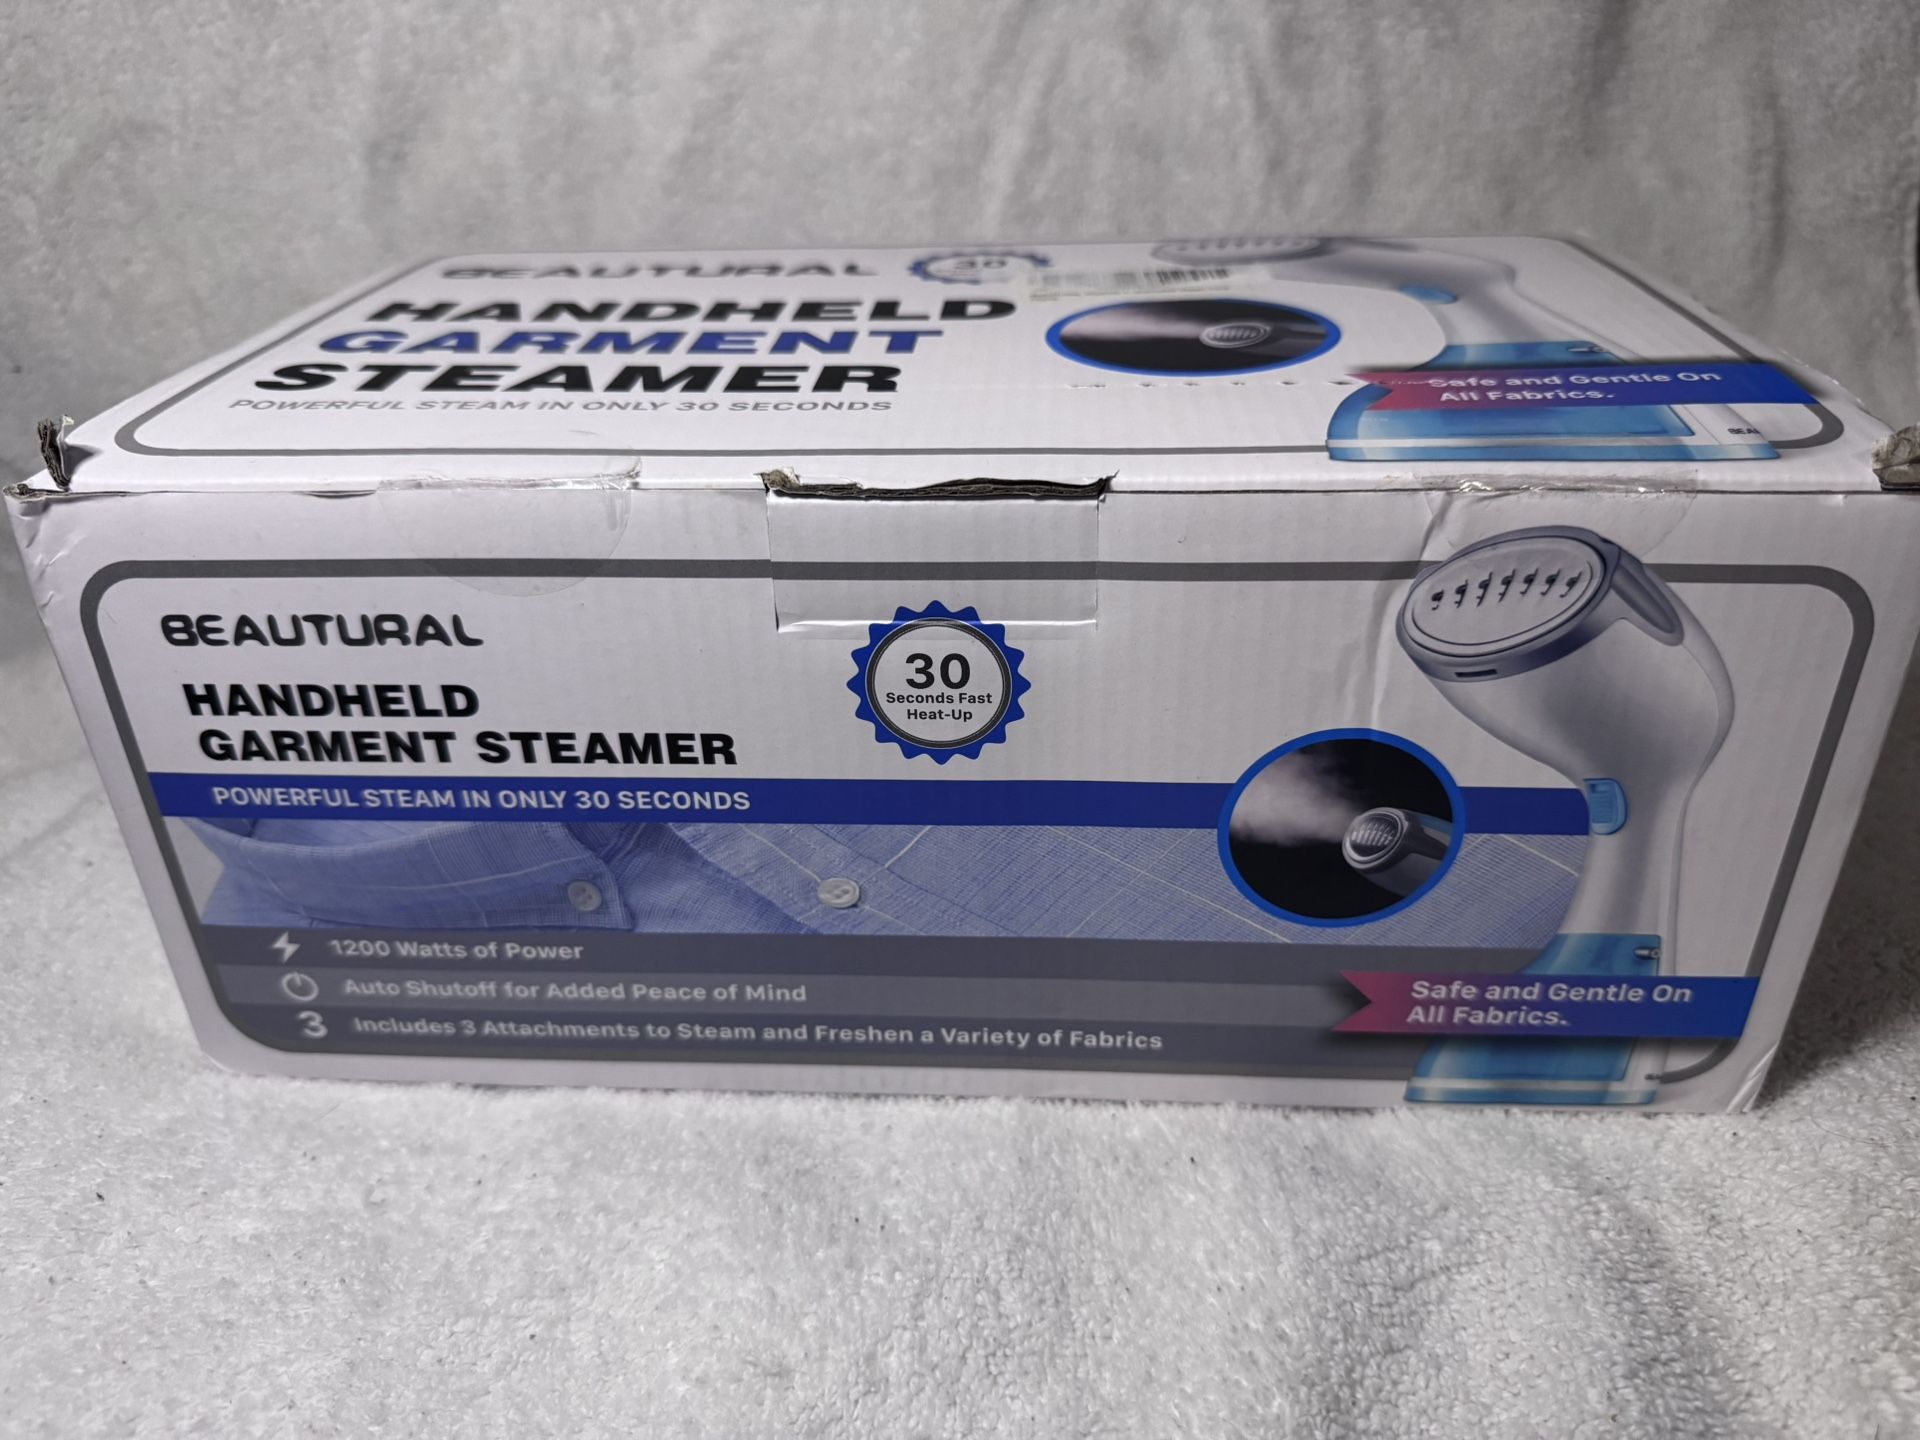 BEAUTURAL
30
HANDHELD
GARMENT
STEAMER
POWERFUL STEAM IN ONLY 30 SECONDS
Safe and Gentle On
All Fabrics.
BEAUTURAL
HANDHELD
GARMENT STEAMER
30
Seconds Fast
Heat-Up
POWERFUL STEAM IN ONLY 30 SECONDS
1200 Watts of Power
Auto Shutoff for Added Peace of Mind
3 Includes 3 Attachments to Steam and Freshen a Variety of Fabrics
Safe and Gentle On
All Fabrics.